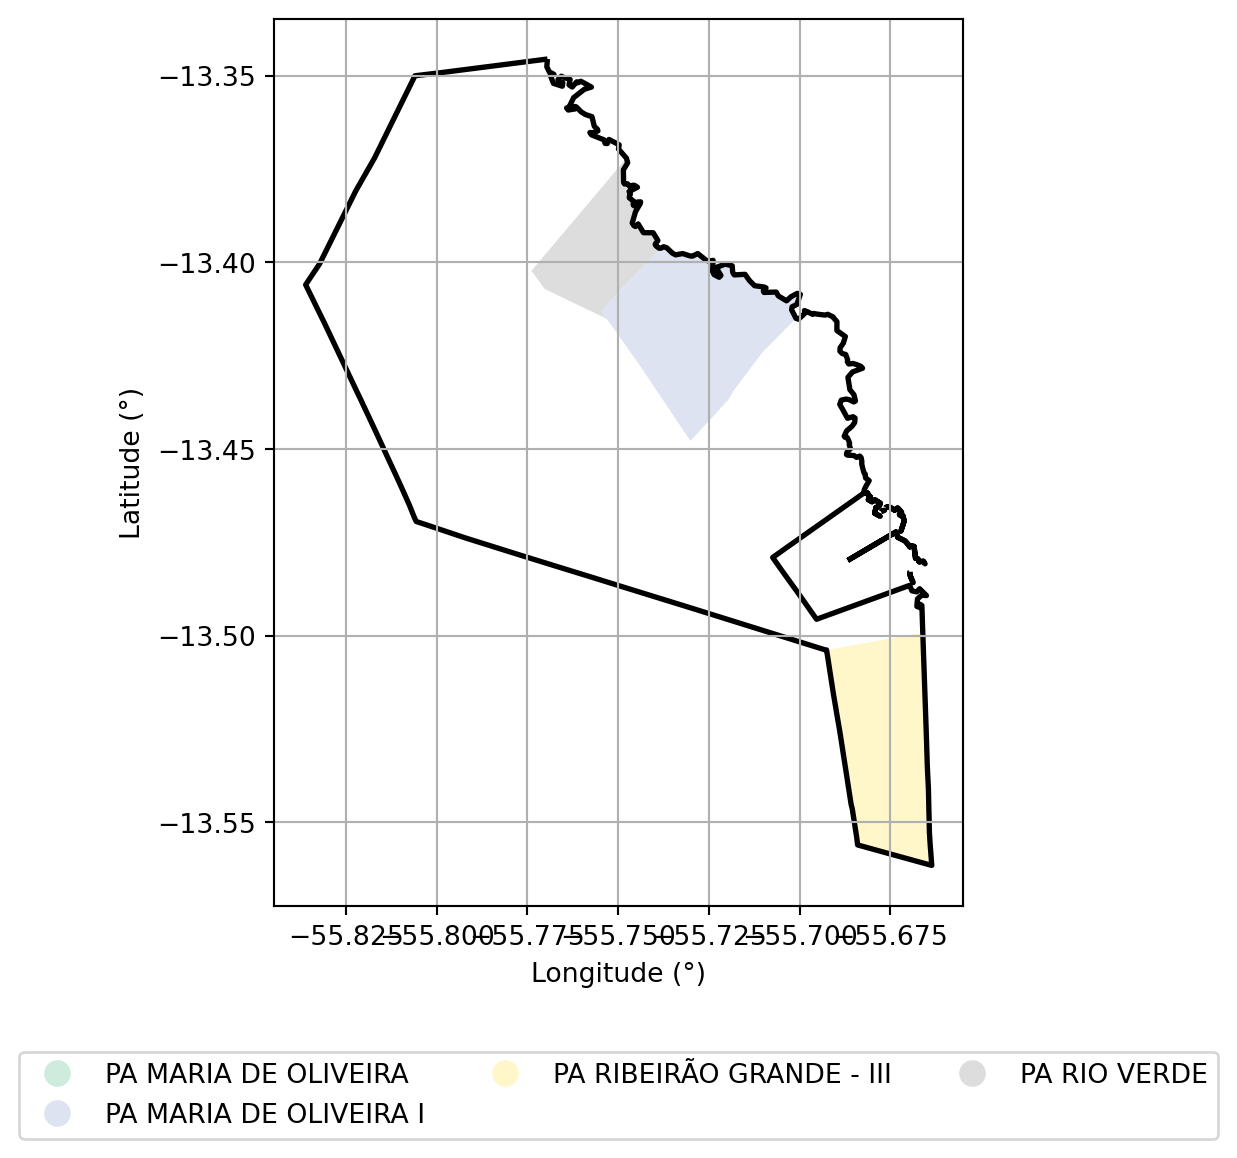 −13.35
−13.40
−13.45
−13.50
−13.55
Latitude (°)
−55.825 −55.800 −55.775 −55.750 −55.725 −55.700 −55.675
Longitude (°)
PA MARIA DE OLIVEIRA PA RIBEIRÃO GRANDE - III PA RIO VERDE
PA MARIA DE OLIVEIRA I